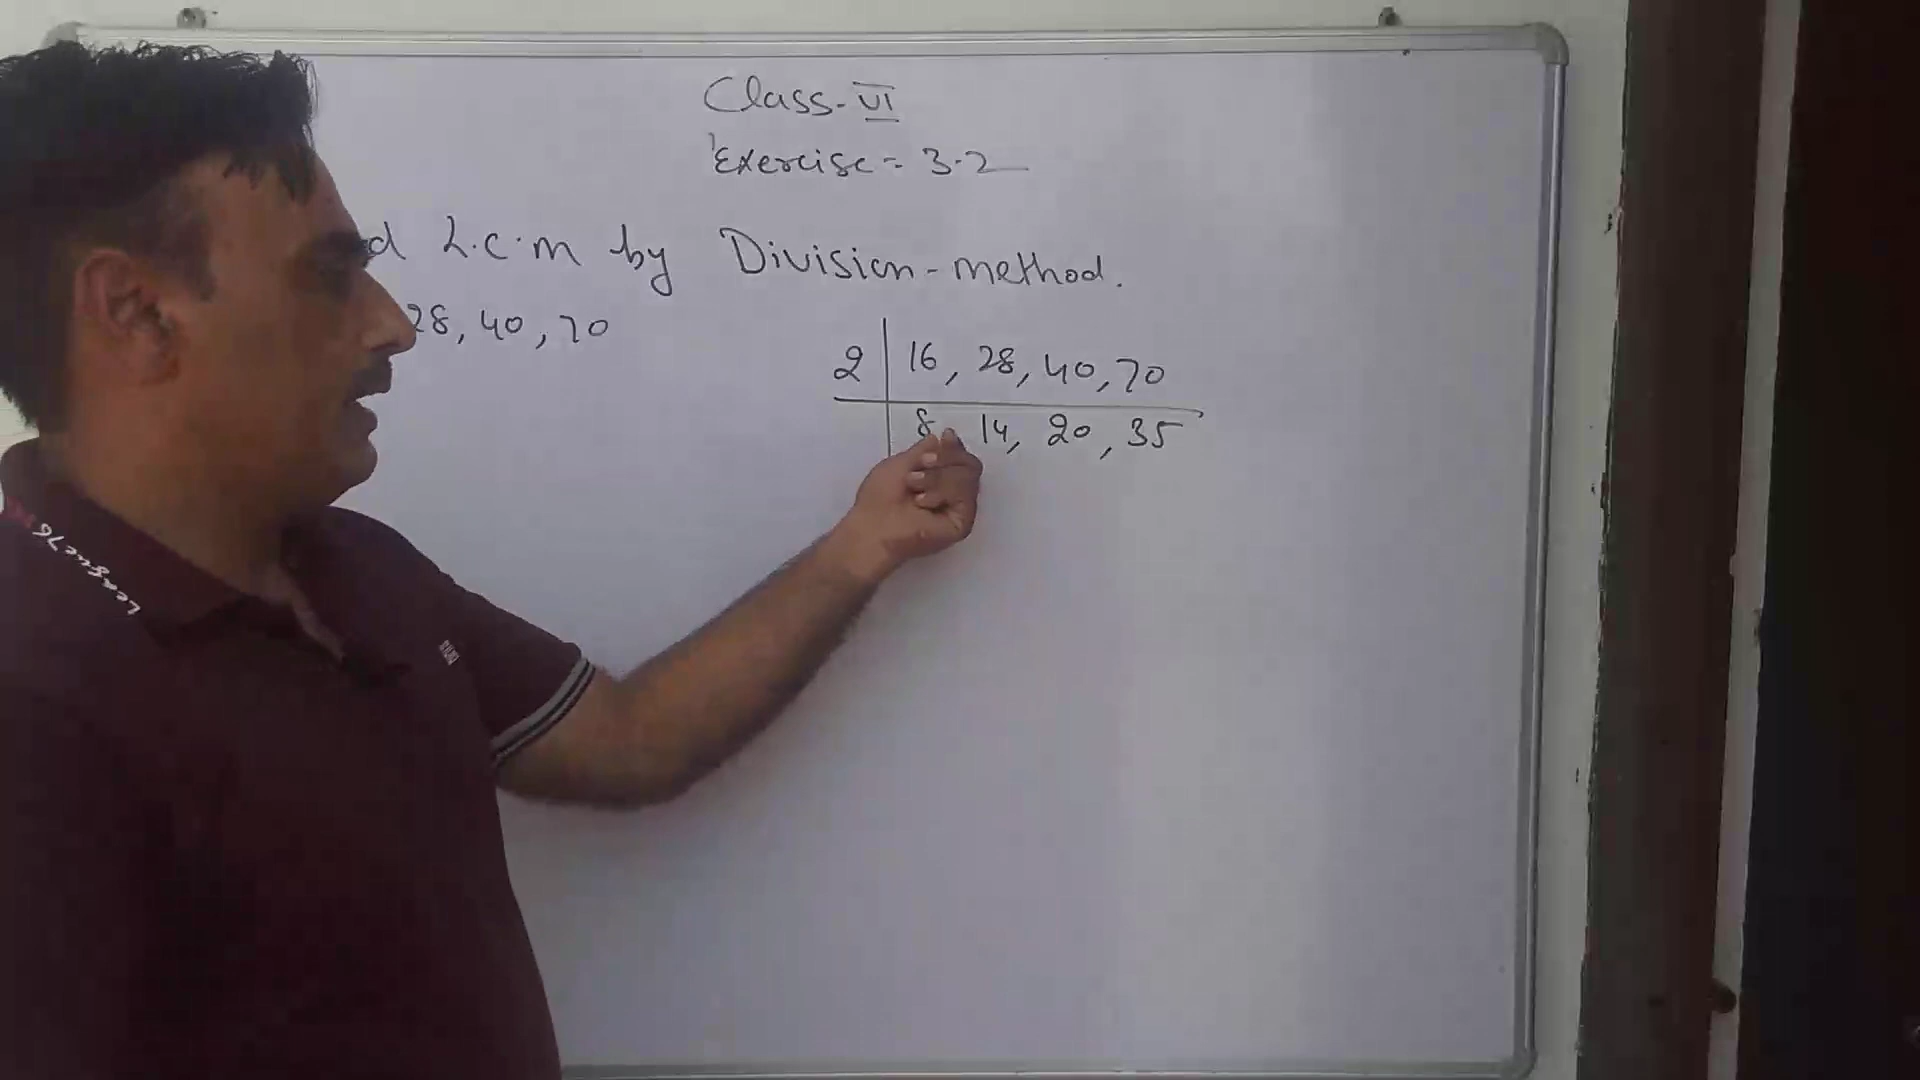 Class-VI
Exercise = 3.2
L.C.M by Division-method.
28, 40, 70
2 | 16, 28, 40, 70
8, 14, 20, 35
League76